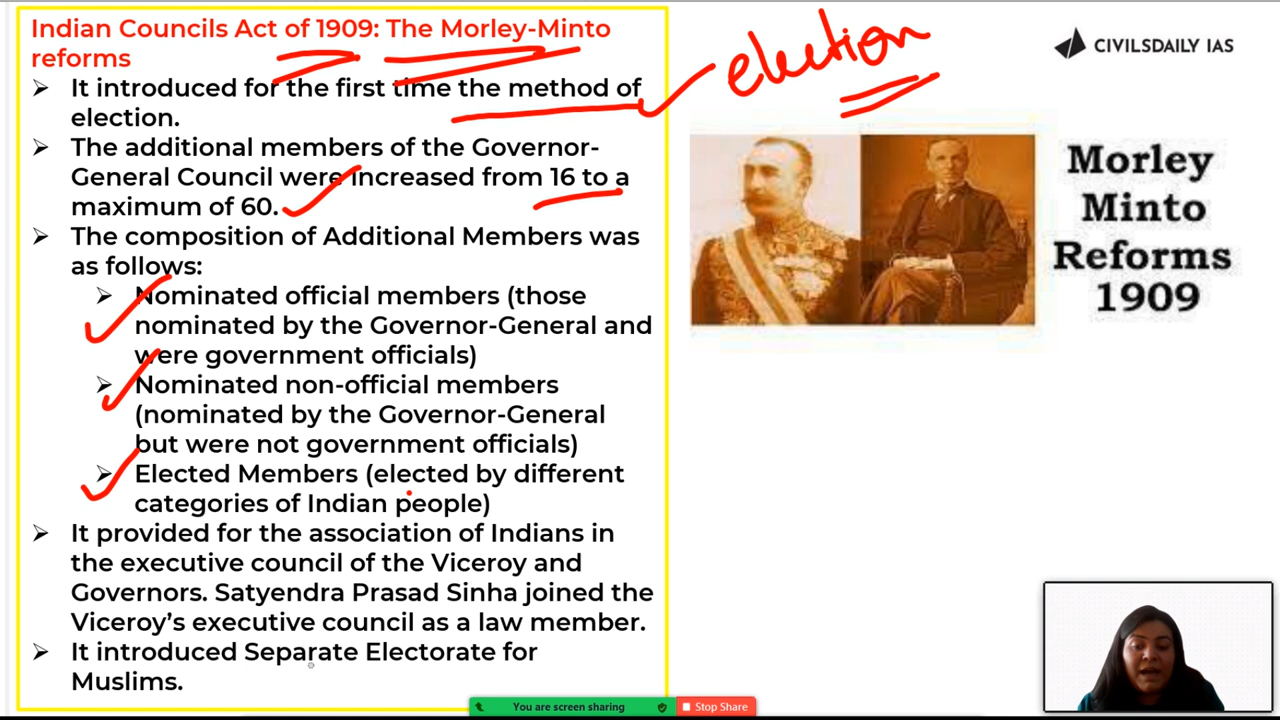 Indian Councils Act of 1909: The Morley-Minto
reforms
➤ It introduced for the first time the method of
election.
➤ The additional members of the Governor-
General Council were increased from 16 to a
maximum of 60.
➤ The composition of Additional Members was
as follows:
➤ Nominated official members (those
nominated by the Governor-General and
were government officials)
➤ Nominated non-official members
(nominated by the Governor-General
but were not government officials)
➤ Elected Members (elected by different
categories of Indian people)
➤ It provided for the association of Indians in
the executive council of the Viceroy and
Governors. Satyendra Prasad Sinha joined the
Viceroy's executive council as a law member.
➤ It introduced Separate Electorate for
Muslims.
election
CIVILSDAILY IAS
Morley
Minto
Reforms
1909
You are screen sharing
Stop Share